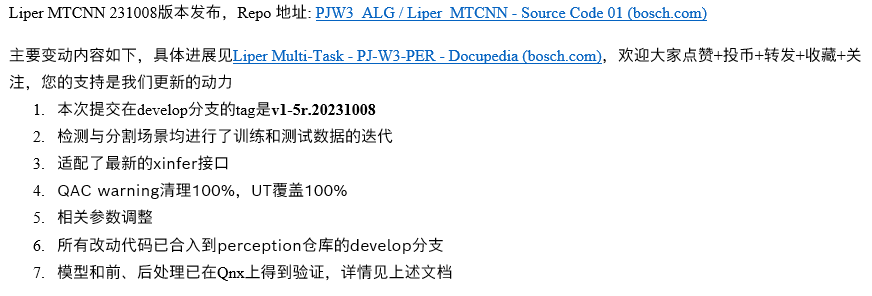 Liper MTCNN 231008版本发布，Repo 地址: PJW3_ALG / Liper_MTCNN - Source Code 01 (bosch.com)
主要变动内容如下，具体进展见Liper Multi-Task - PJ-W3-PER - Docupedia (bosch.com)，欢迎大家点赞+投币+转发+收藏+关
注，您的支持是我们更新的动力
1. 本次提交在develop分支的tag是v1-5r.20231008
2. 检测与分割场景均进行了训练和测试数据的迭代
3. 适配了最新的xinfer接口
4. QAC warning清理100%，UT覆盖100%
5. 相关参数调整
6. 所有改动代码已合入到perception仓库的develop分支
7. 模型和前、后处理已在Qnx上得到验证，详情见上述文档